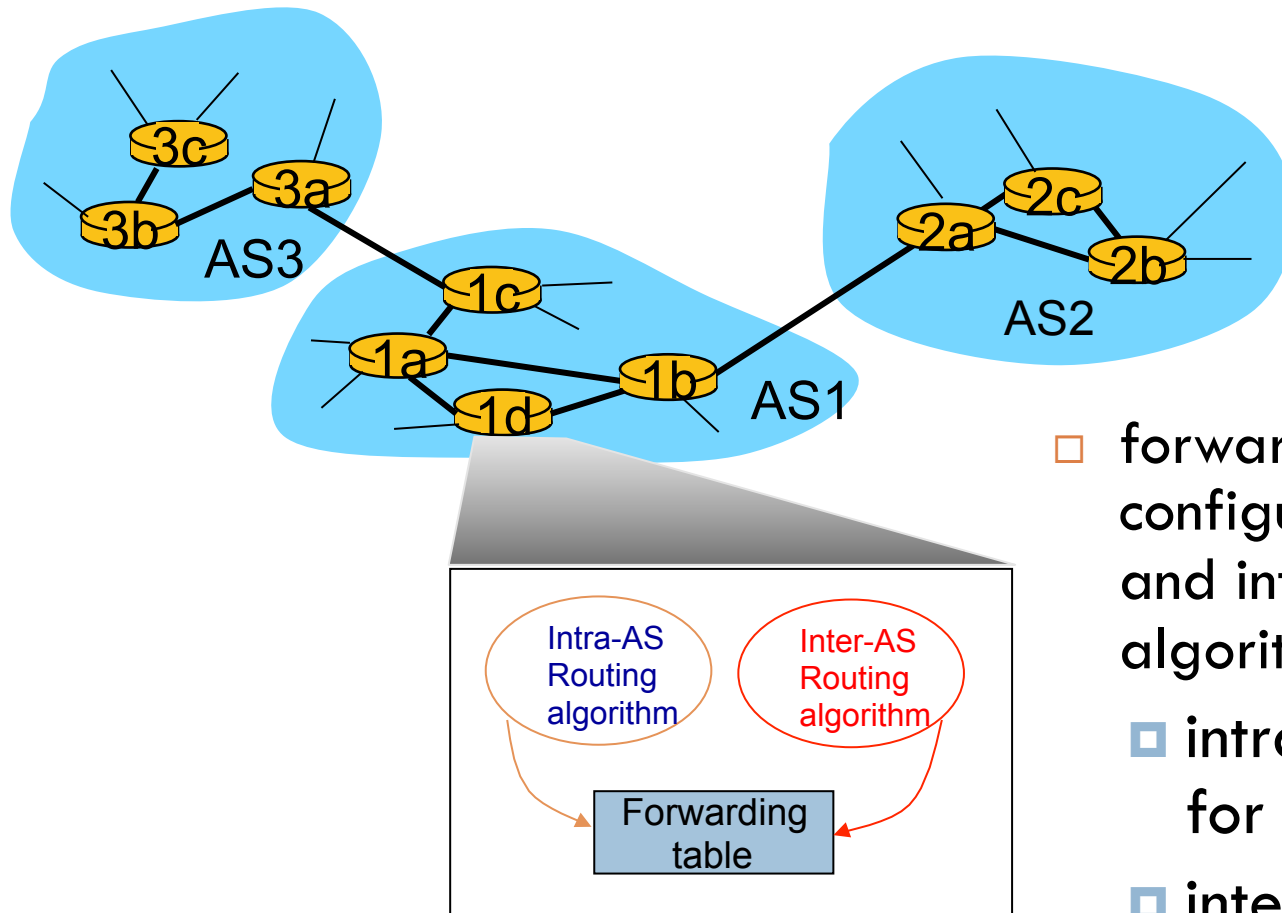 3c
3a
3b
AS3
2c
2a
2b
AS2
1c
1a
1b
1d
AS1
Intra-AS
Routing
algorithm
Inter-AS
Routing
algorithm
Forwarding
table
forwar
configu
and int
algorit
intra
for
inte